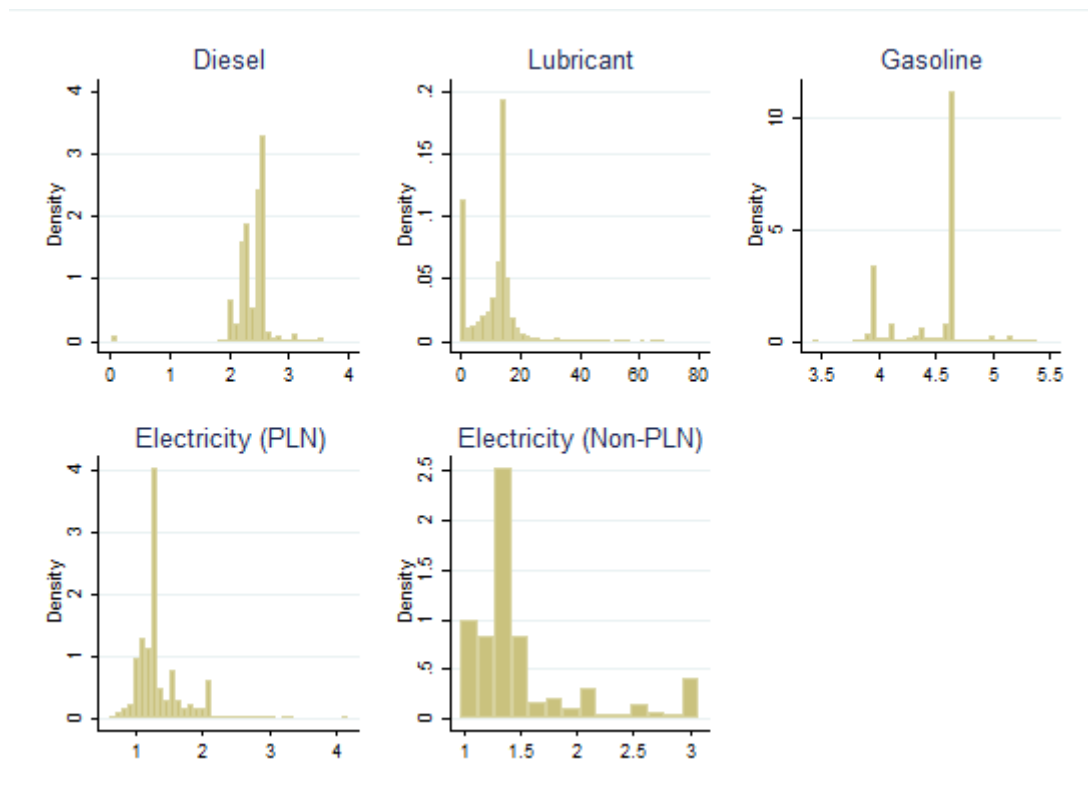 Diesel
Density
0 1 2 3 4
0 1 2 3 4
Lubricant
Density
0 .05 .1 .15 .2
0 20 40 60 80
Gasoline
Density
0 5 10
3.5 4 4.5 5 5.5
Electricity (PLN)
Density
0 1 2 3 4
1 2 3 4
Electricity (Non-PLN)
Density
0 .5 1 1.5 2 2.5
1 1.5 2 2.5 3